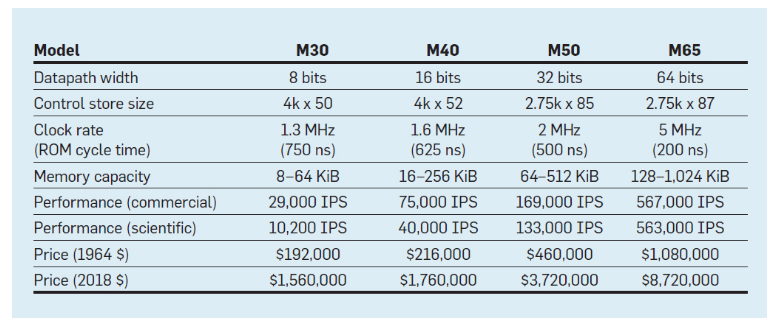 Model M30 M40 M50 M65
Datapath width 8 bits 16 bits 32 bits 64 bits
Control store size 4k x 50 4k x 52 2.75k x 85 2.75k x 87
Clock rate 1.3 MHz 1.6 MHz 2 MHz 5 MHz
(ROM cycle time) (750 ns) (625 ns) (500 ns) (200 ns)
Memory capacity 8–64 KiB 16–256 KiB 64–512 KiB 128–1,024 KiB
Performance (commercial) 29,000 IPS 75,000 IPS 169,000 IPS 567,000 IPS
Performance (scientific) 10,200 IPS 40,000 IPS 133,000 IPS 563,000 IPS
Price (1964 $) $192,000 $216,000 $460,000 $1,080,000
Price (2018 $) $1,560,000 $1,760,000 $3,720,000 $8,720,000